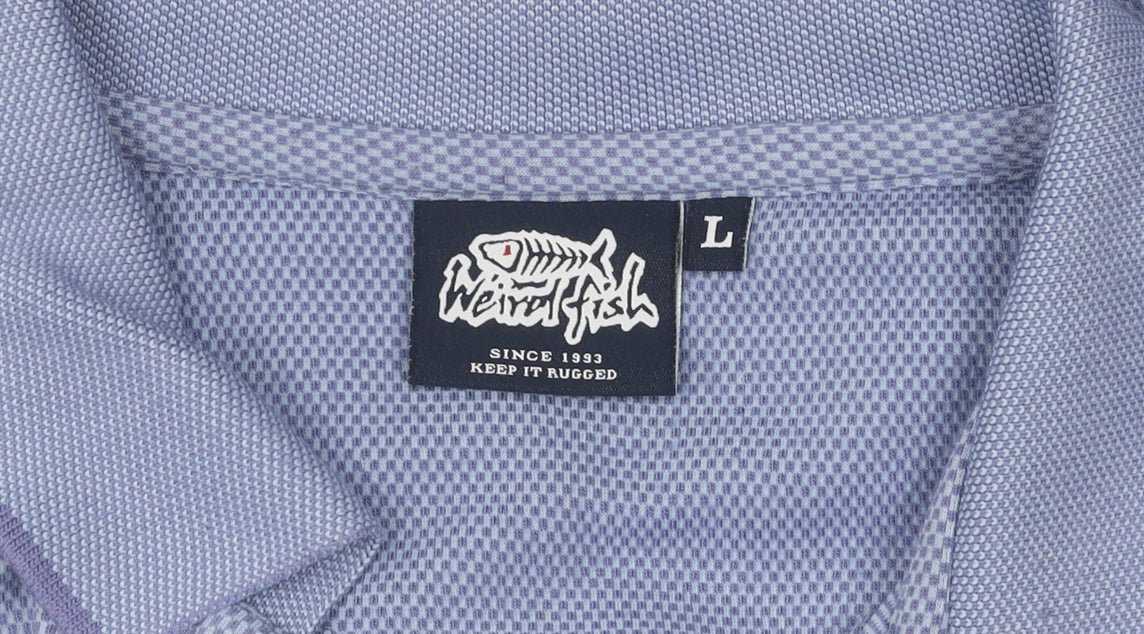 Weird fish
L
SINCE 1993
KEEP IT RUGGED